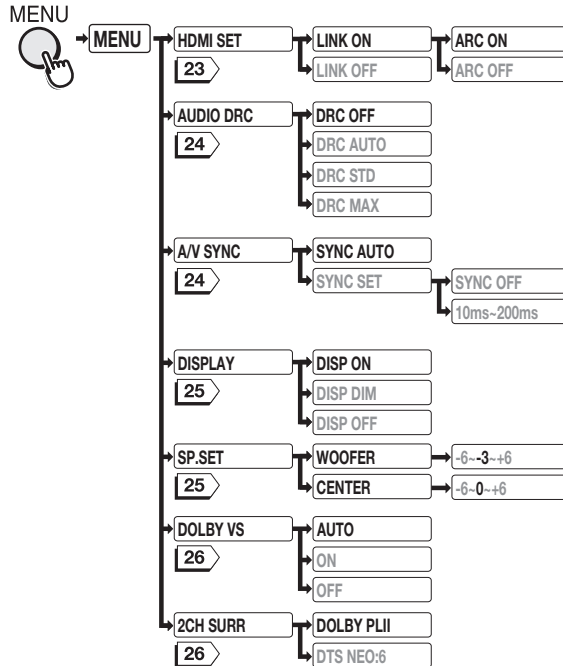 MENU
MENU
HDMI SET
23
LINK ON
LINK OFF
ARC ON
ARC OFF
AUDIO DRC
24
DRC OFF
DRC AUTO
DRC STD
DRC MAX
A/V SYNC
24
SYNC AUTO
SYNC SET
SYNC OFF
10ms~200ms
DISPLAY
25
DISP ON
DISP DIM
DISP OFF
SP.SET
25
WOOFER
-6~-3~+6
CENTER
-6~0~+6
DOLBY VS
26
AUTO
ON
OFF
2CH SURR
26
DOLBY PLII
DTS NEO:6